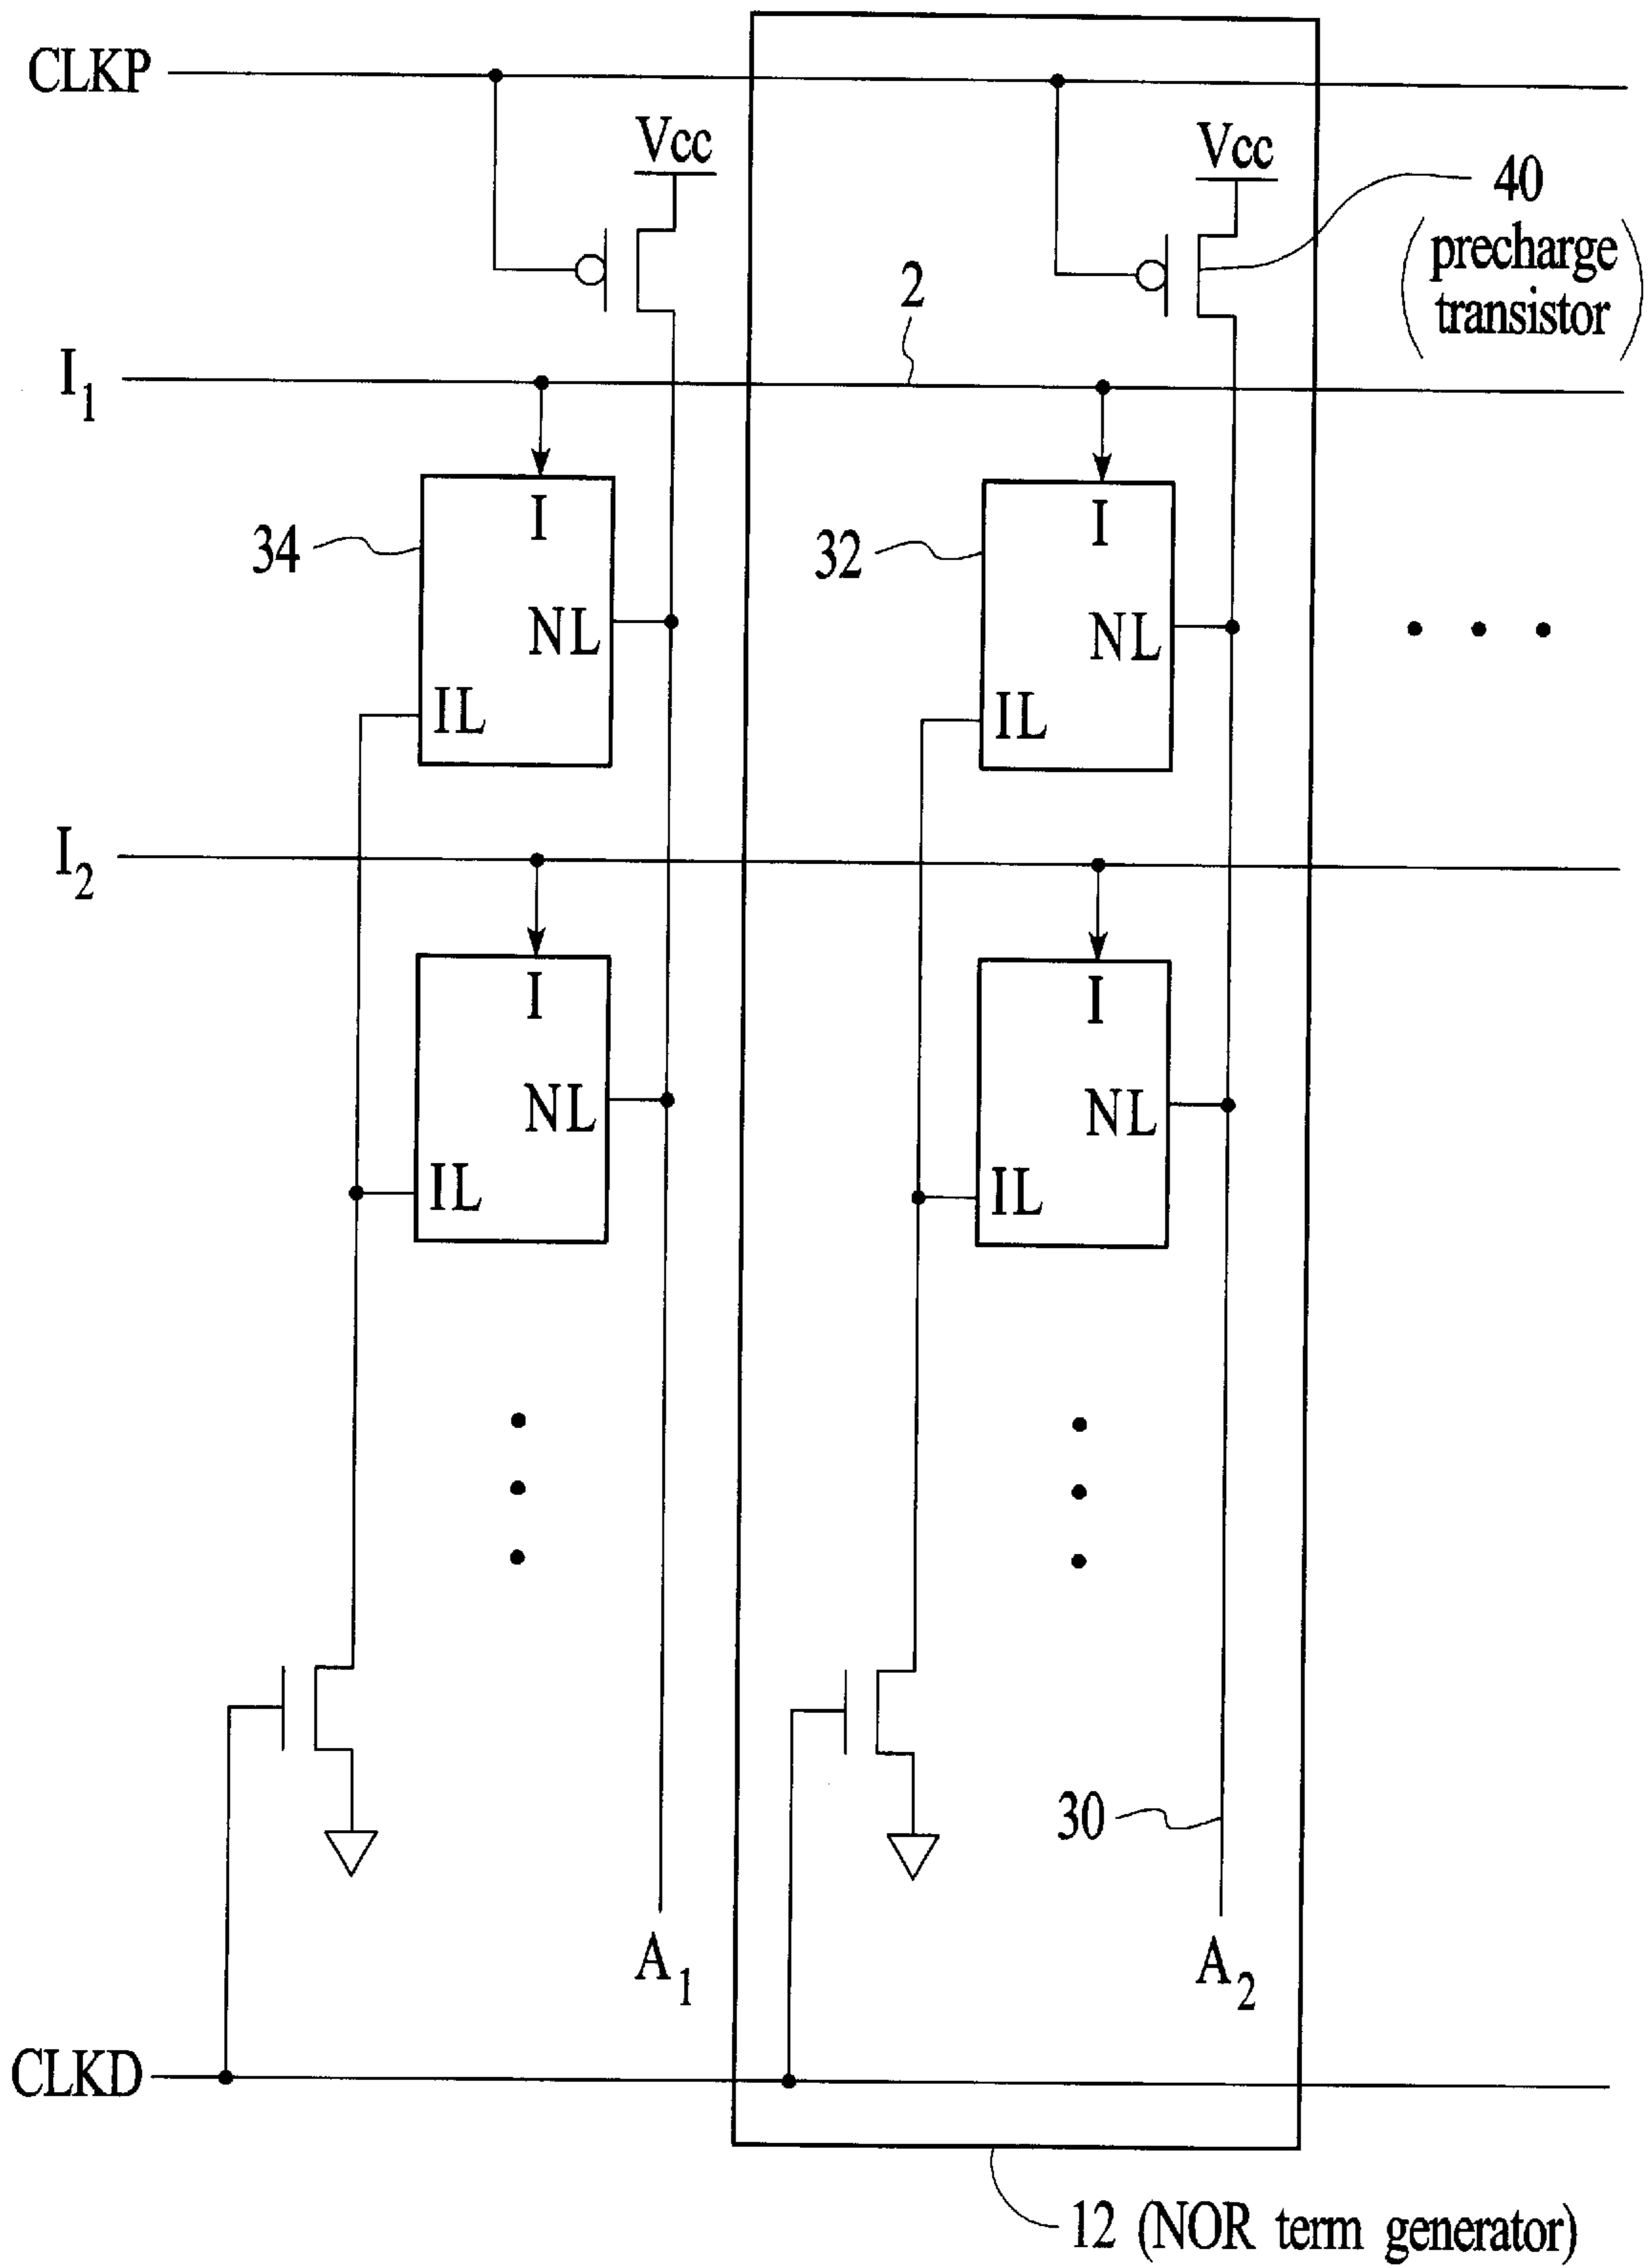 CLKP
Vcc
Vcc
40
(precharge
transistor)
2
I1
I
34
NL
IL
I
32
NL
IL
I2
I
NL
IL
I
NL
IL
30
A1
A2
CLKD
12 (NOR term generator)